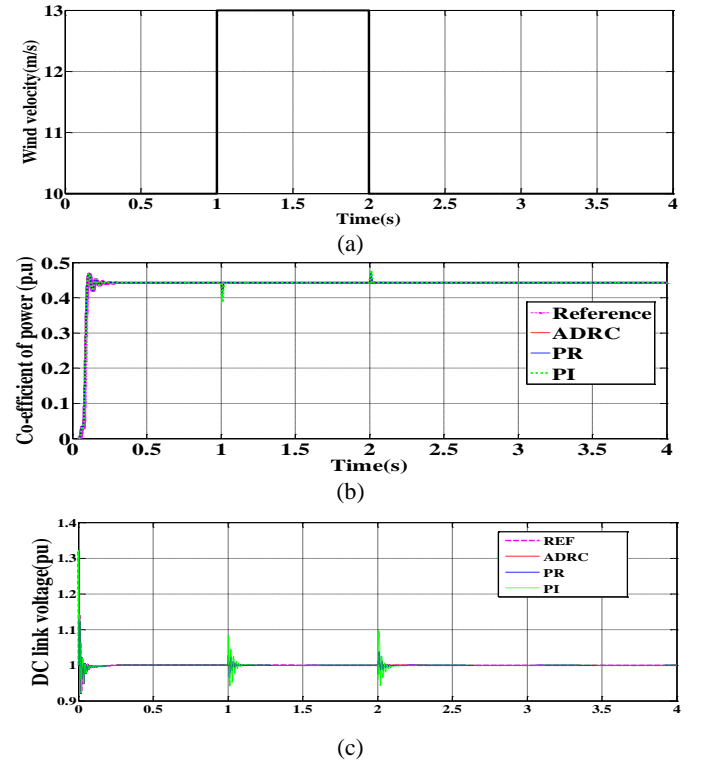 13
12
11
10
Wind velocity(m/s)
0 0.5 1 1.5 2 2.5 3 3.5 4
Time(s)
(a)
0.5
0.4
0.3
0.2
0.1
0
Co-efficient of power (p.u)
Reference
ADRC
PR
PI
0 0.5 1 1.5 2 2.5 3 3.5 4
Time(s)
(b)
1.4
1.3
1.2
1.1
1
0.9
DC link voltage(pu)
REF
ADRC
PR
PI
0 0.5 1 1.5 2 2.5 3 3.5 4
(c)